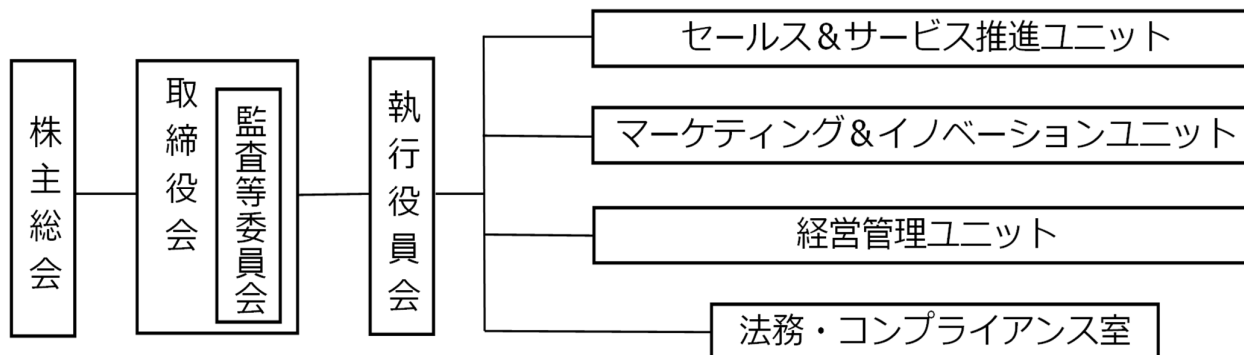 株主総会
取締役会
監査等委員会
執行役員会
セールス＆サービス推進ユニット
マーケティング＆イノベーションユニット
経営管理ユニット
法務・コンプライアンス室